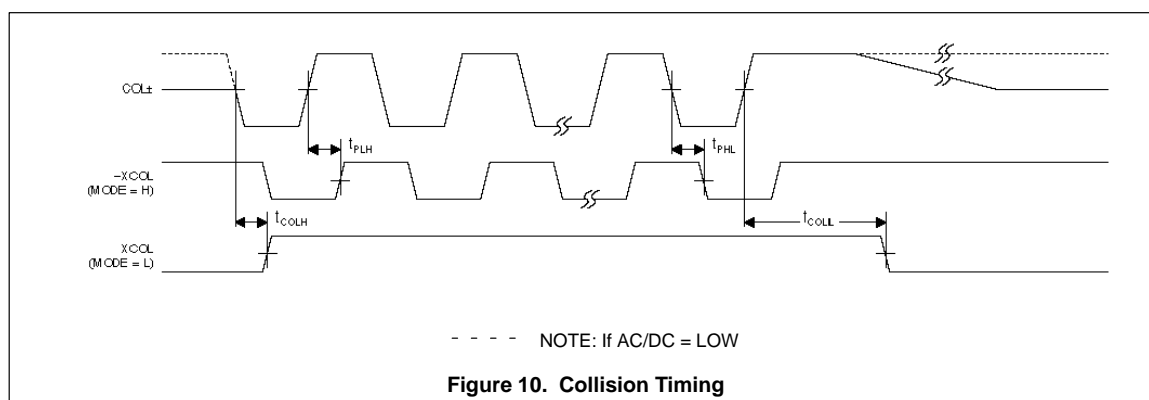 COL±
tPLH
tPHL
–XCOL
(MODE = H)
tCOLH
tCOLL
XCOL
(MODE = L)
NOTE: If AC/DC = LOW
Figure 10. Collision Timing